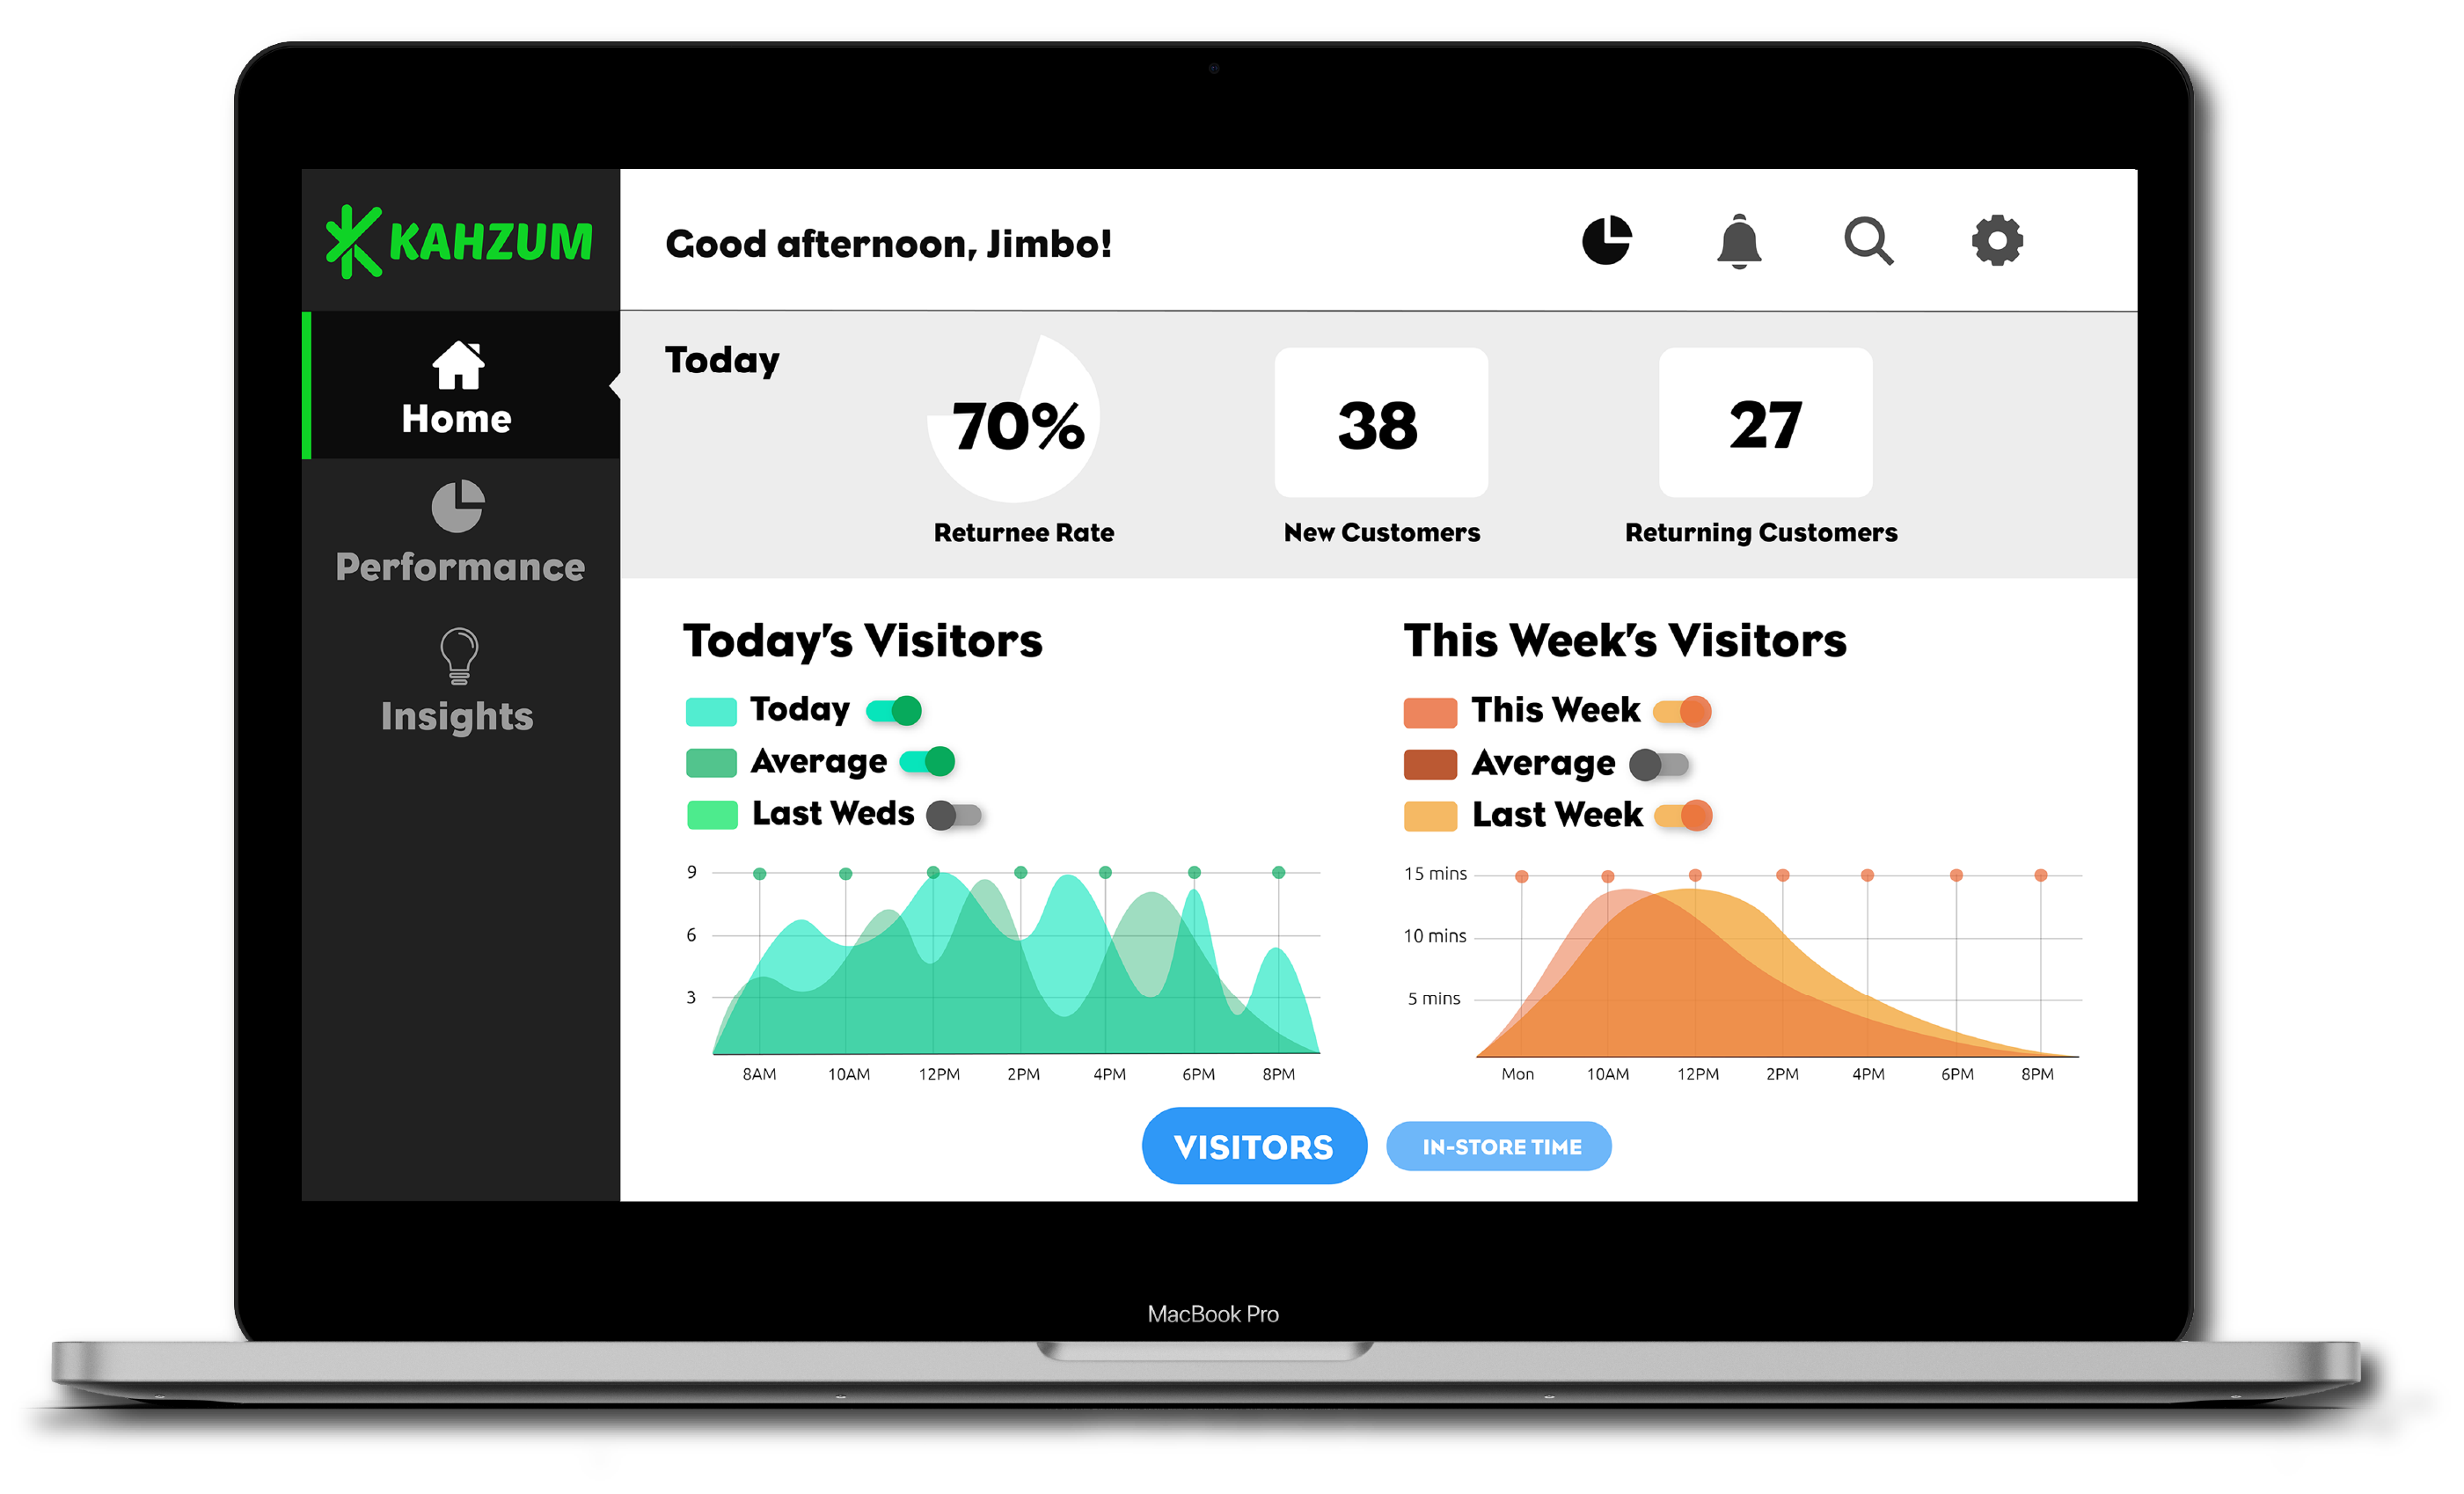 KAHZUM
Good afternoon, Jimbo!
Home
Performance
Insights
Today
70%
38
27
Returnee Rate
New Customers
Returning Customers
Today's Visitors
Today
Average
Last Weds
9
6
3
8AM 10AM 12PM 2PM 4PM 6PM 8PM
This Week's Visitors
This Week
Average
Last Week
15 mins
10 mins
5 mins
Mon 10AM 12PM 2PM 4PM 6PM 8PM
VISITORS
IN-STORE TIME
MacBook Pro